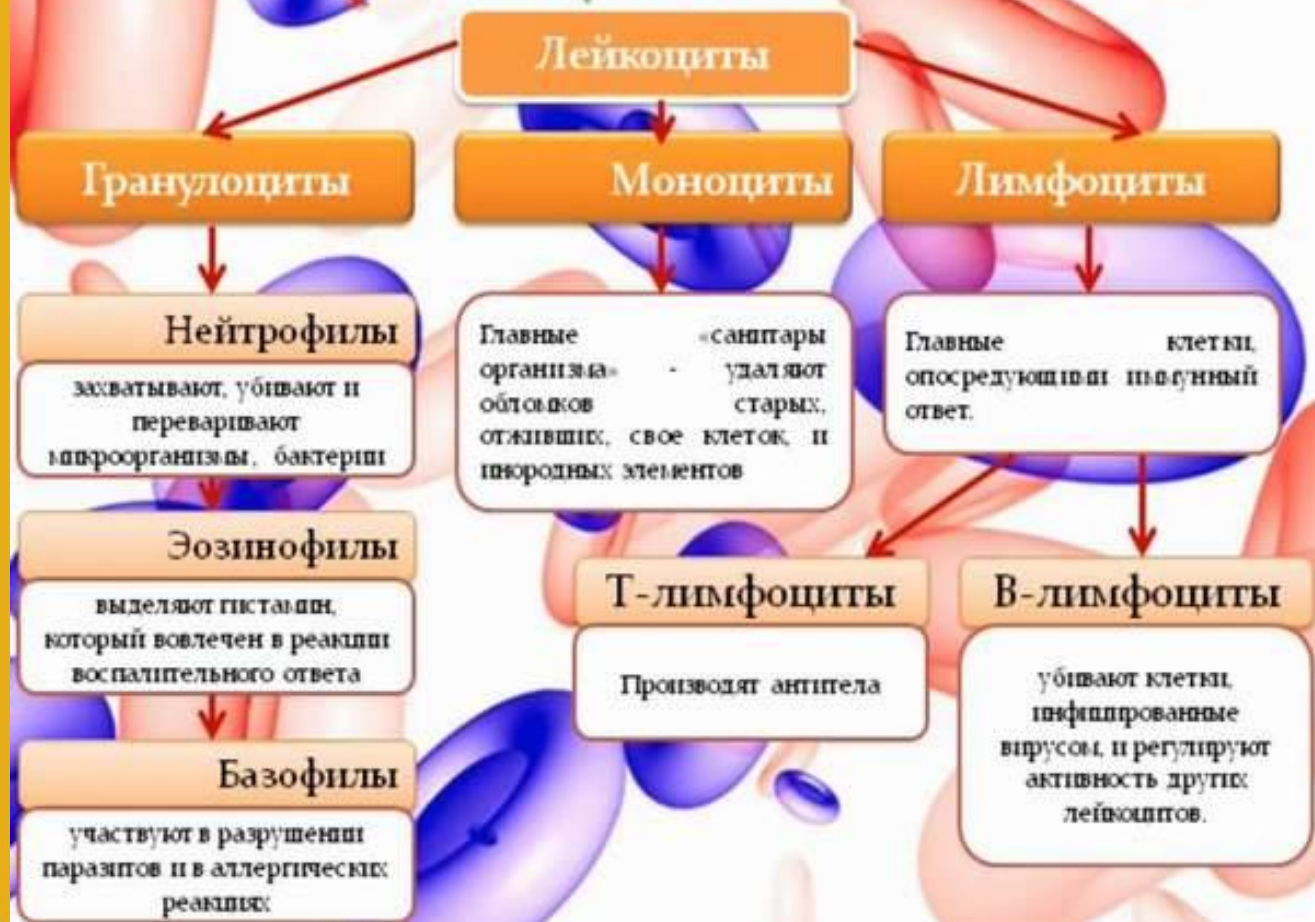 Лейкоциты
Гранулоциты
Моноциты
Лимфоциты
Нейтрофилы
захватывают, убивают и
переваривают
микроорганизмы, бактерии
Эозинофилы
выделяют гистамин,
который вовлечен в реакции
воспалительного ответа
Базофилы
участвуют в разрушении
паразитов и в аллергических
реакциях
Главные «санитары
организма» - удаляют
обломков старых,
отживших, свое клеток, и
инородных элементов
Главные клетки,
опосредующими иммунный
ответ.
Т-лимфоциты
Производят антитела
В-лимфоциты
убивают клетки,
инфицированные
вирусом, и регулируют
активность других
лейкоцитов.